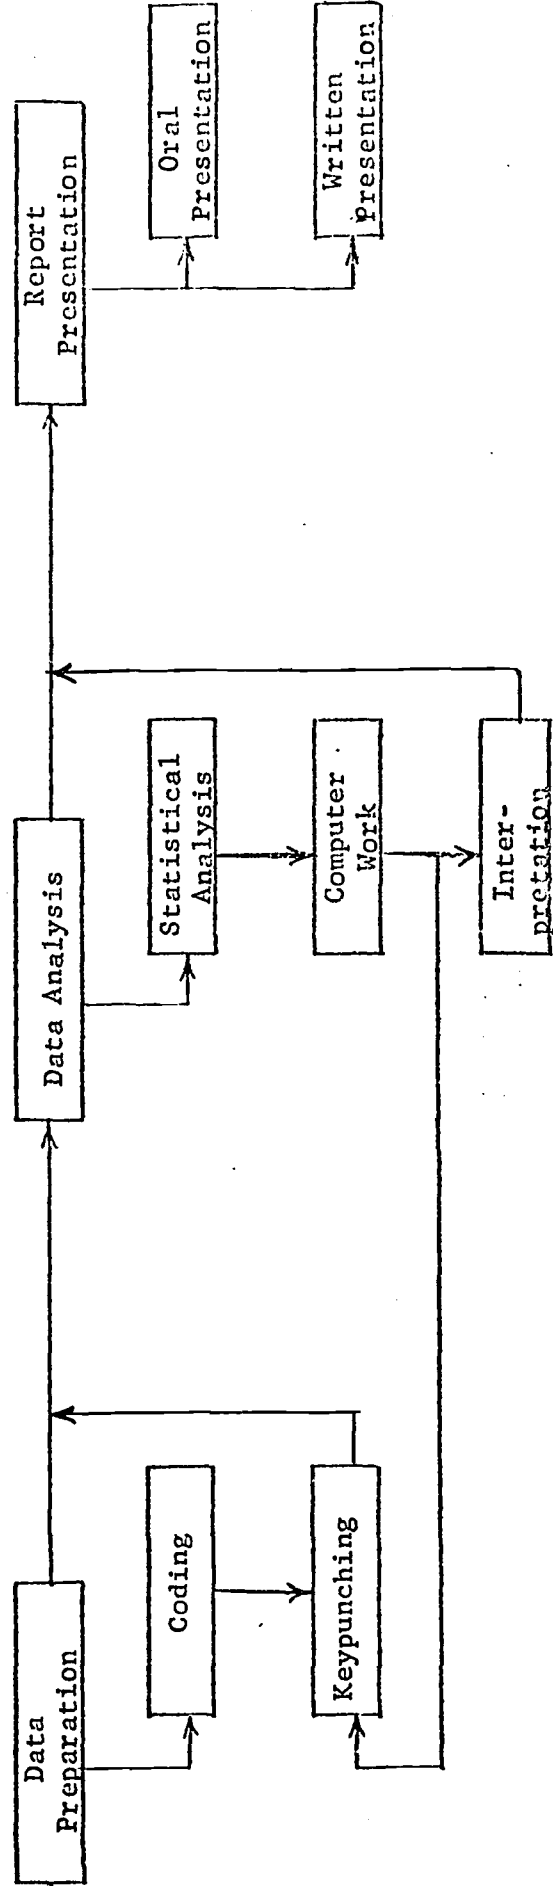 Data
Preparation
Coding
Keypunching
Data Analysis
Statistical
Analysis
Computer
Work
Inter-
pretation
Report
Presentation
Oral
Presentation
Written
Presentation